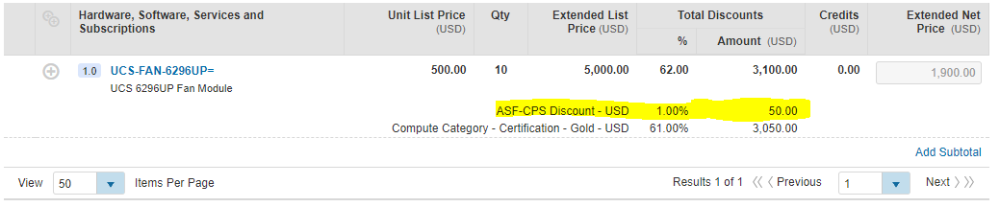 Hardware, Software, Services and Subscriptions Unit List Price (USD) Qty Extended List Price (USD) Total Discounts Credits (USD) Extended Net Price (USD)
% Amount (USD)
1.0 UCS-FAN-6296UP= 500.00 10 5,000.00 62.00 3,100.00 0.00 1,900.00
UCS 6296UP Fan Module
ASF-CPS Discount - USD 1.00% 50.00
Compute Category - Certification - Gold - USD 61.00% 3,050.00
Add Subtotal
View 50 Items Per Page Results 1 of 1 Previous 1 Next